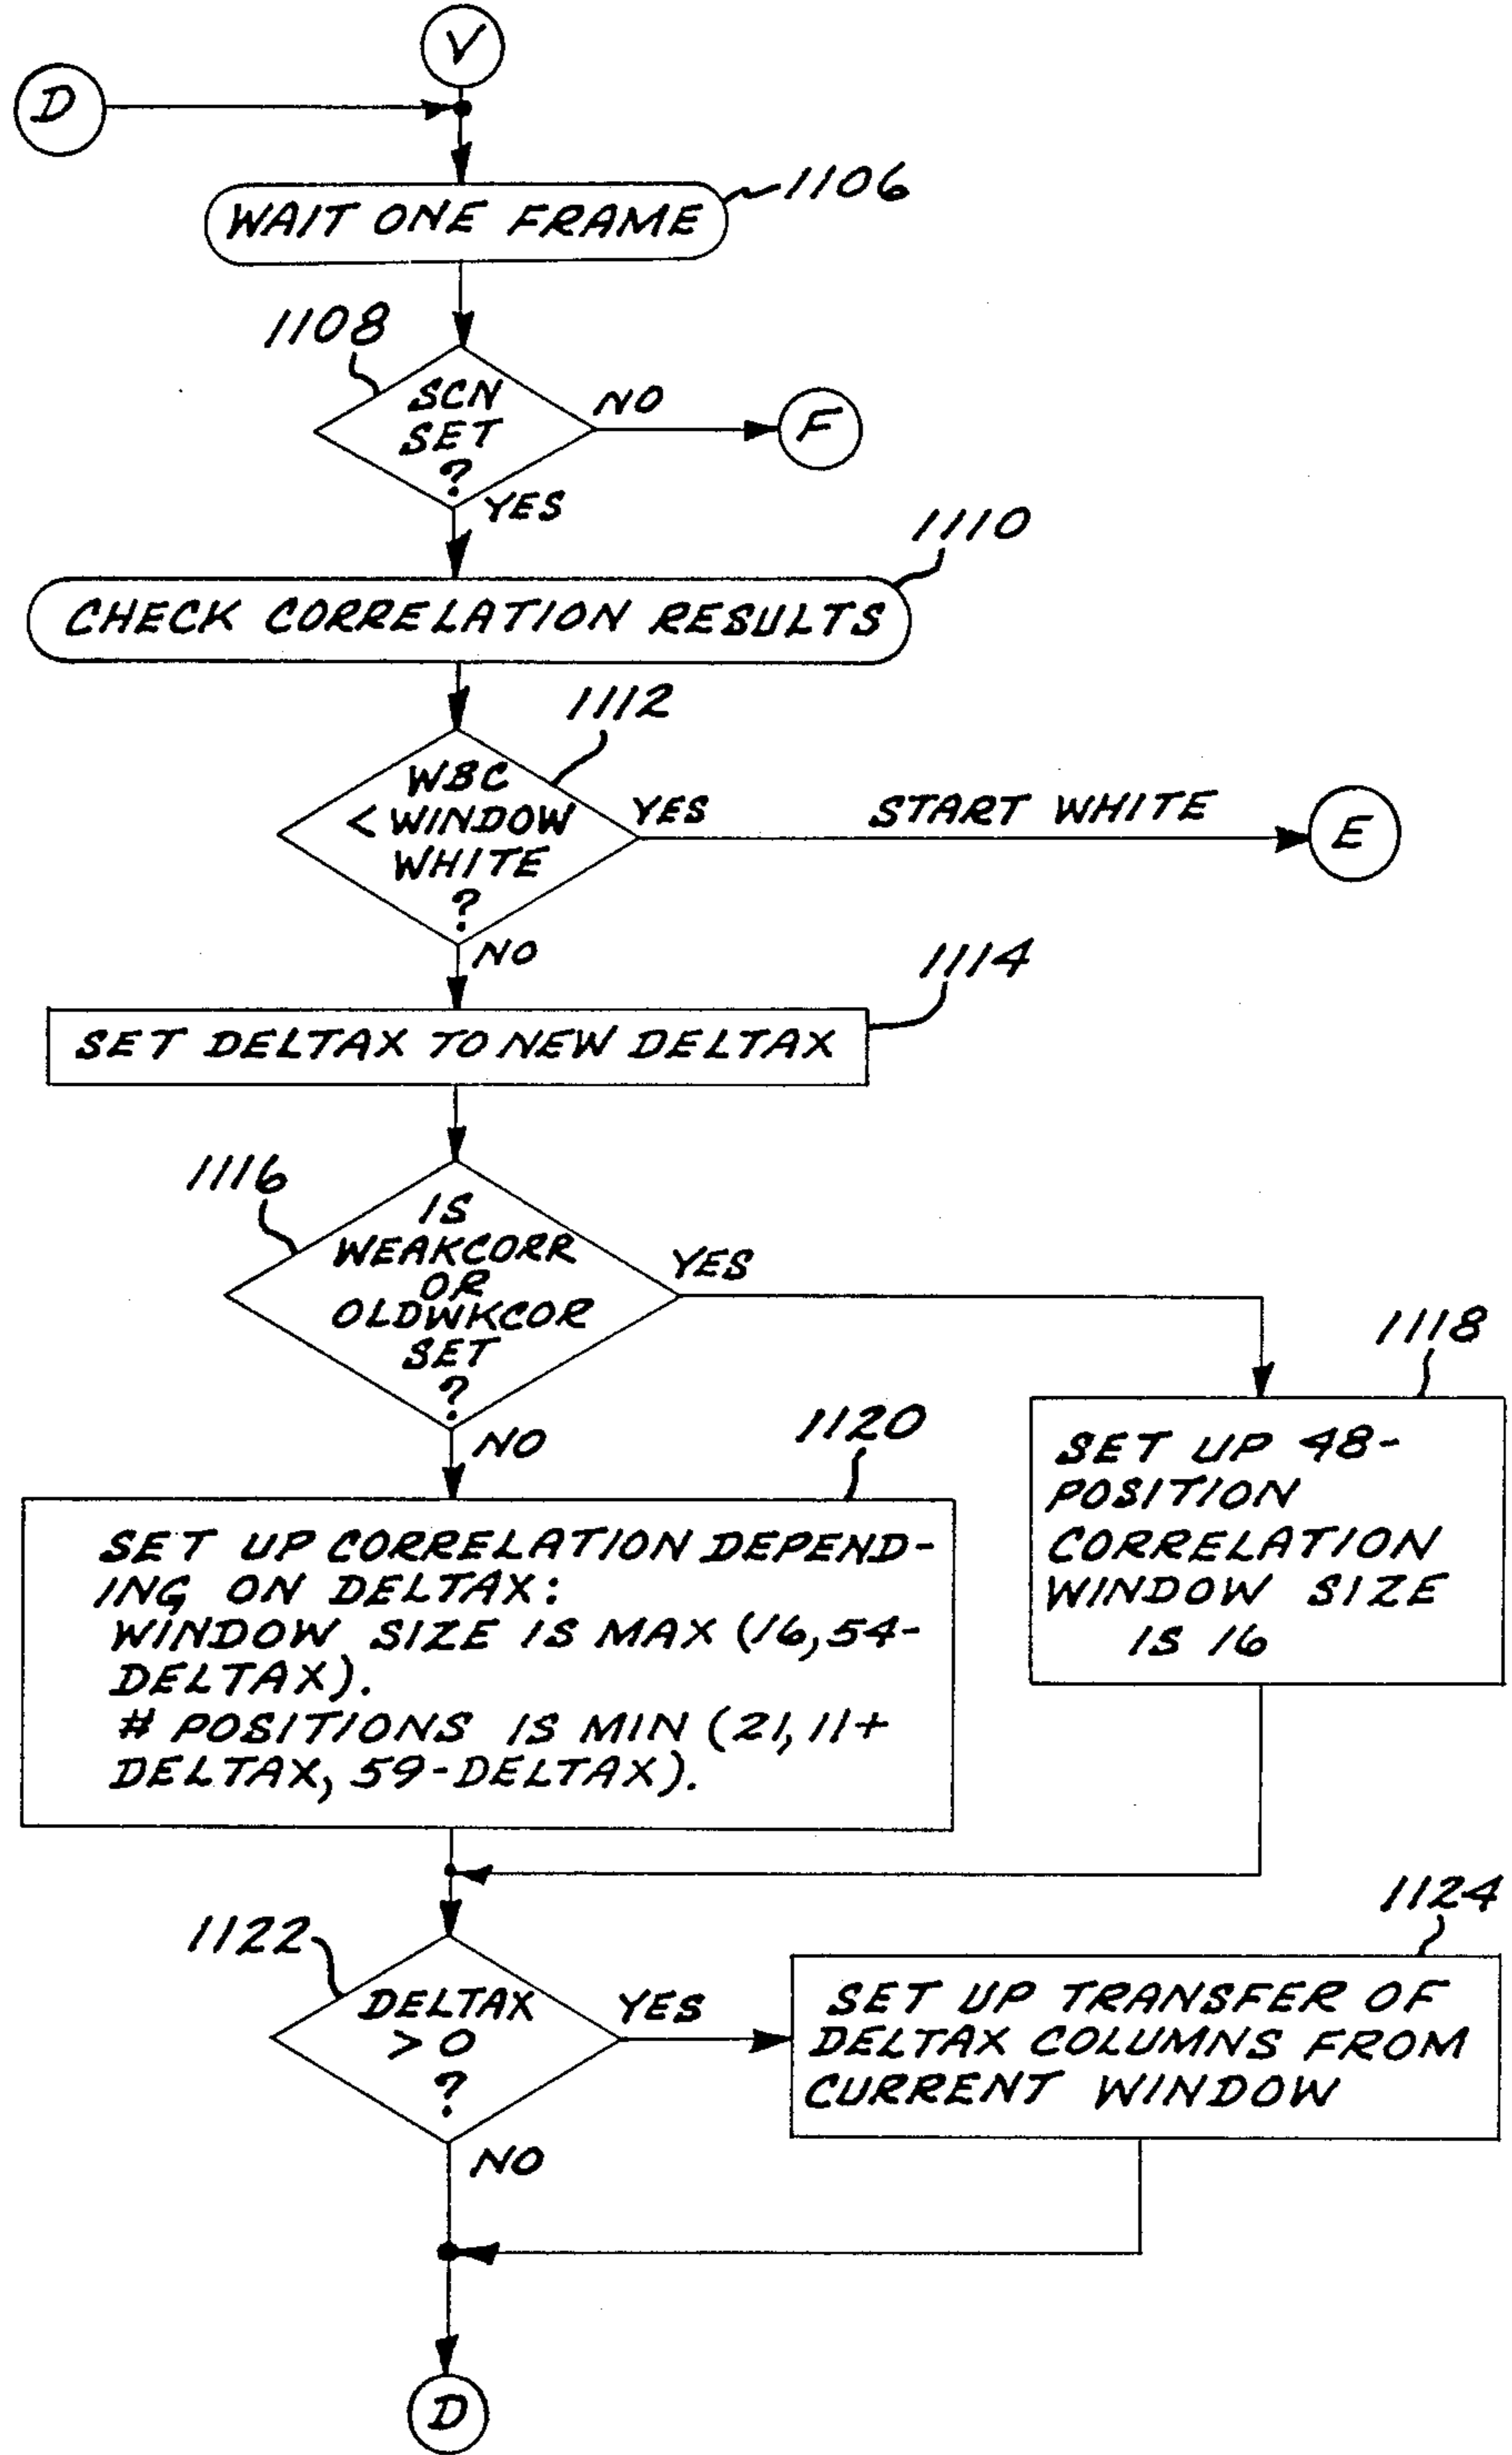 V
D
1106
WAIT ONE FRAME
1108
SCN
SET
?
NO
F
YES
1110
CHECK CORRELATION RESULTS
1112
WBC
< WINDOW
WHITE
?
YES
START WHITE
E
NO
1114
SET DELTAX TO NEW DELTAX
1116
IS
WEAKCORR
OR
OLDWKCOR
SET
?
YES
NO
1118
SET UP 48-
POSITION
CORRELATION
WINDOW SIZE
IS 16
1120
SET UP CORRELATION DEPEND-
ING ON DELTAX:
WINDOW SIZE IS MAX (16,54-
DELTAX).
# POSITIONS IS MIN (21,11+
DELTAX, 59-DELTAX).
1122
DELTAX
> 0
?
YES
NO
1124
SET UP TRANSFER OF
DELTAX COLUMNS FROM
CURRENT WINDOW
D